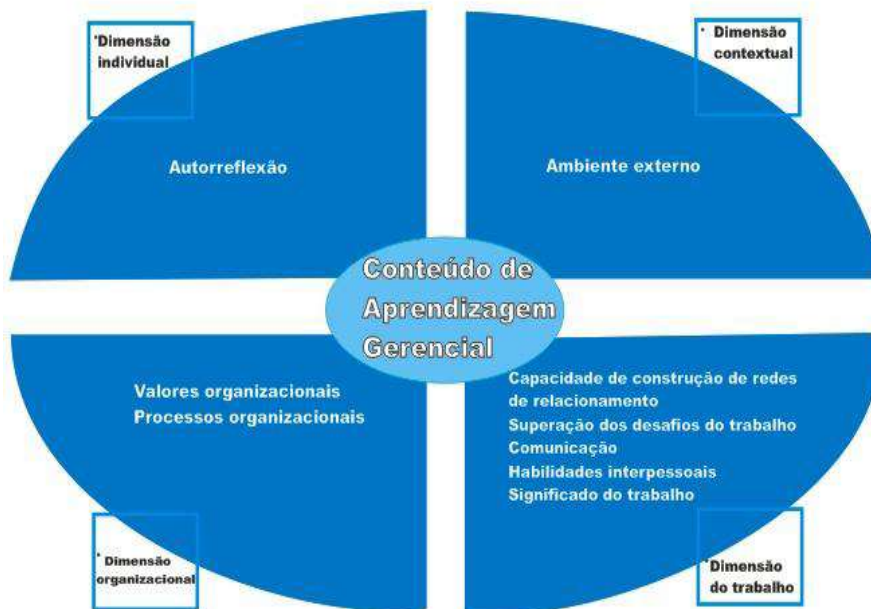 •Dimensão
individual
• Dimensão
contextual
Autorreflexão
Ambiente externo
Conteúdo de
Aprendizagem
Gerencial
Valores organizacionais
Processos organizacionais
Capacidade de construção de redes
de relacionamento
Superação dos desafios do trabalho
Comunicação
Habilidades interpessoais
Significado do trabalho
• Dimensão
organizacional
•Dimensão
do trabalho